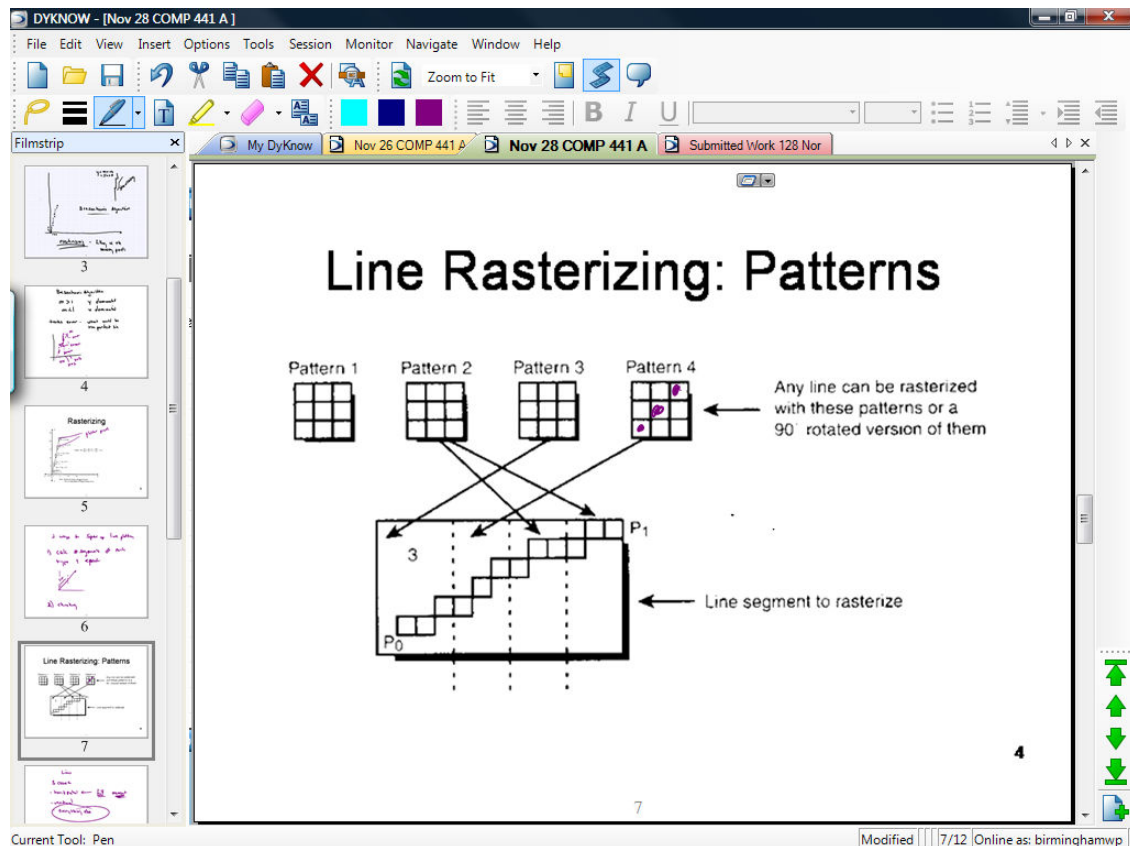 DYKNOW - [Nov 28 COMP 441 A ]
File Edit View Insert Options Tools Session Monitor Navigate Window Help
Zoom to Fit
B I U
Filmstrip
My DyKnow
Nov 26 COMP 441 A
Nov 28 COMP 441 A
Submitted Work 128 Nor
3
4
Rasterizing
5
6
Line Rasterizing: Patterns
7
Line Rasterizing: Patterns
Pattern 1 Pattern 2 Pattern 3 Pattern 4
Any line can be rasterized
with these patterns or a
90° rotated version of them
3
P1
Line segment to rasterize
P0
4
7
Current Tool: Pen
Modified
7/12
Online as: birminghamwp